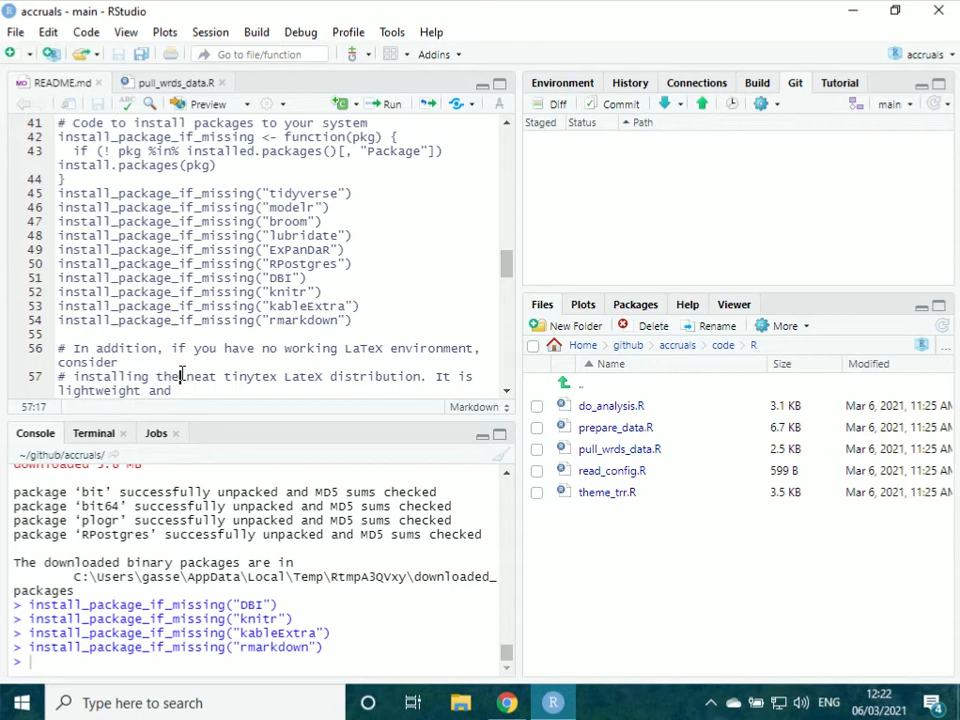 accruals - main - RStudio
File Edit Code View Plots Session Build Debug Profile Tools Help
Go to file/function Addins accruals
README.md pull_wrds_data.R
Preview Run
41 # Code to install packages to your system
42 install_package_if_missing <- function(pkg) {
43 if (! pkg %in% installed.packages()[, "Package"])
install.packages(pkg)
44 }
45 install_package_if_missing("tidyverse")
46 install_package_if_missing("modelr")
47 install_package_if_missing("broom")
48 install_package_if_missing("lubridate")
49 install_package_if_missing("ExPanDaR")
50 install_package_if_missing("RPostgres")
51 install_package_if_missing("DBI")
52 install_package_if_missing("knitr")
53 install_package_if_missing("kableExtra")
54 install_package_if_missing("rmarkdown")
55
56 # In addition, if you have no working LaTeX environment,
consider
57 # installing the neat tinytex LateX distribution. It is
lightweight and
57:17 Markdown
Console Terminal Jobs
~/github/accruals/
downloaded 5.0 MB
package ‘bit’ successfully unpacked and MD5 sums checked
package ‘bit64’ successfully unpacked and MD5 sums checked
package ‘plogr’ successfully unpacked and MD5 sums checked
package ‘RPostgres’ successfully unpacked and MD5 sums checked
The downloaded binary packages are in
C:\Users\gasse\AppData\Local\Temp\RtmpA3QVxy\downloaded_
packages
> install_package_if_missing("DBI")
> install_package_if_missing("knitr")
> install_package_if_missing("kableExtra")
> install_package_if_missing("rmarkdown")
>
Environment History Connections Build Git Tutorial
Diff Commit main
Staged Status Path
Files Plots Packages Help Viewer
New Folder Delete Rename More
Home github accruals code R
Name Size Modified
..
do_analysis.R 3.1 KB Mar 6, 2021, 11:25 AM
prepare_data.R 6.7 KB Mar 6, 2021, 11:25 AM
pull_wrds_data.R 2.5 KB Mar 6, 2021, 11:25 AM
read_config.R 599 B Mar 6, 2021, 11:25 AM
theme_trr.R 3.5 KB Mar 6, 2021, 11:25 AM
Type here to search
ENG
12:22
06/03/2021
4